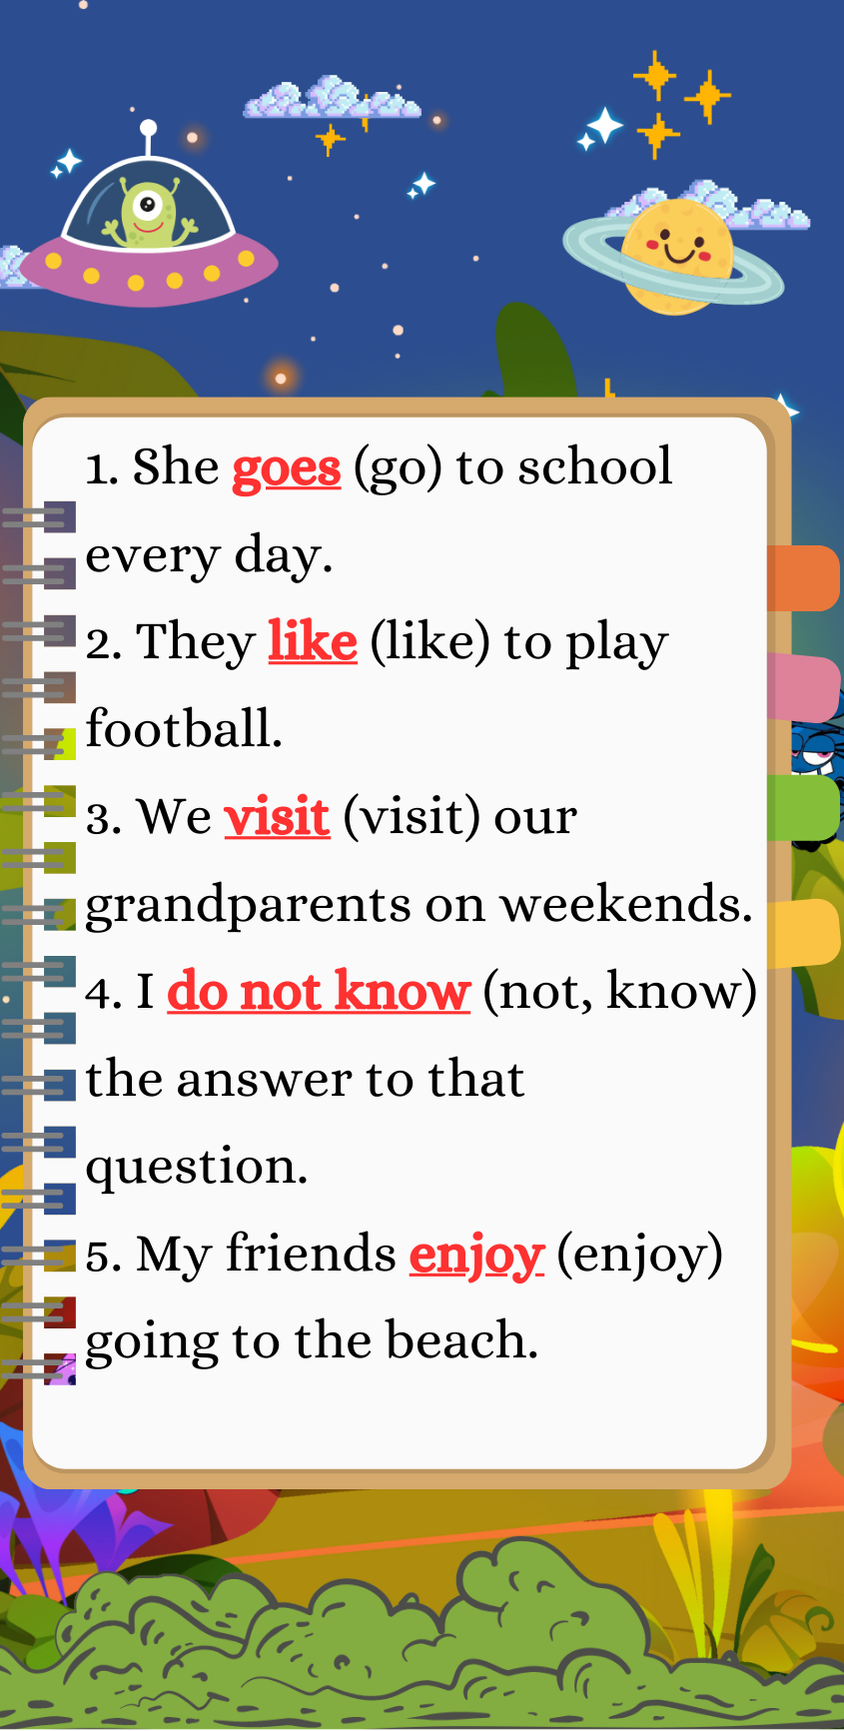 1. She goes (go) to school
every day.
2. They like (like) to play
football.
3. We visit (visit) our
grandparents on weekends.
4. I do not know (not, know)
the answer to that
question.
5. My friends enjoy (enjoy)
going to the beach.